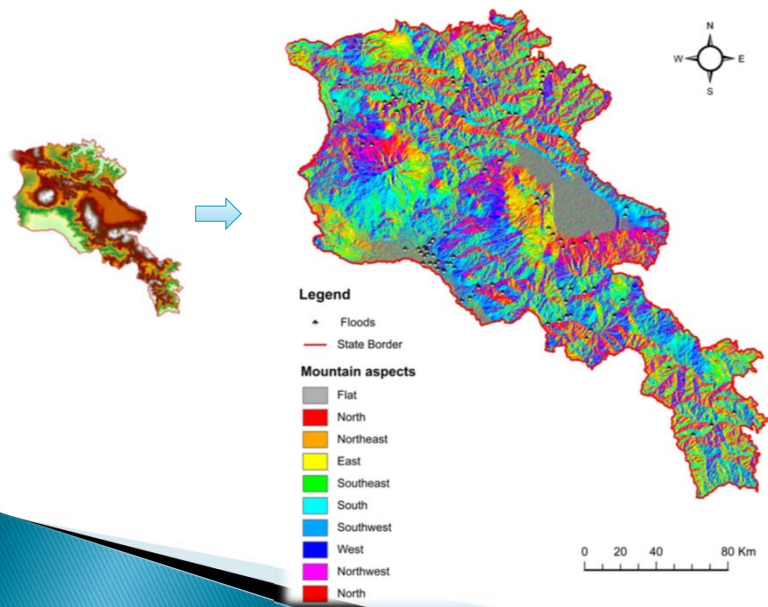 N
W E
S
Legend
Floods
State Border
Mountain aspects
Flat
North
Northeast
East
Southeast
South
Southwest
West
Northwest
North
0 20 40 80 Km